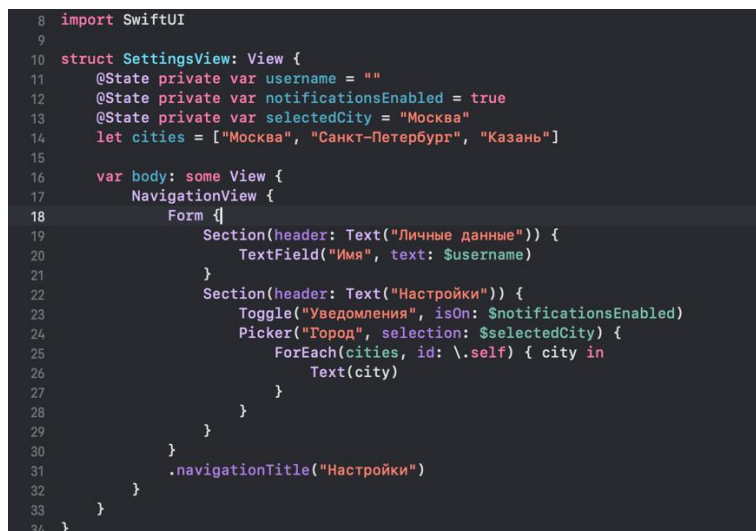 8 import SwiftUI
9
10 struct SettingsView: View {
11     @State private var username = ""
12     @State private var notificationsEnabled = true
13     @State private var selectedCity = "Москва"
14     let cities = ["Москва", "Санкт-Петербург", "Казань"]
15
16     var body: some View {
17         NavigationView {
18             Form {
19                 Section(header: Text("Личные данные")) {
20                     TextField("Имя", text: $username)
21                 }
22                 Section(header: Text("Настройки")) {
23                     Toggle("Уведомления", isOn: $notificationsEnabled)
24                     Picker("Город", selection: $selectedCity) {
25                         ForEach(cities, id: \.self) { city in
26                             Text(city)
27                         }
28                     }
29                 }
30             }
31             .navigationTitle("Настройки")
32         }
33     }
34 }